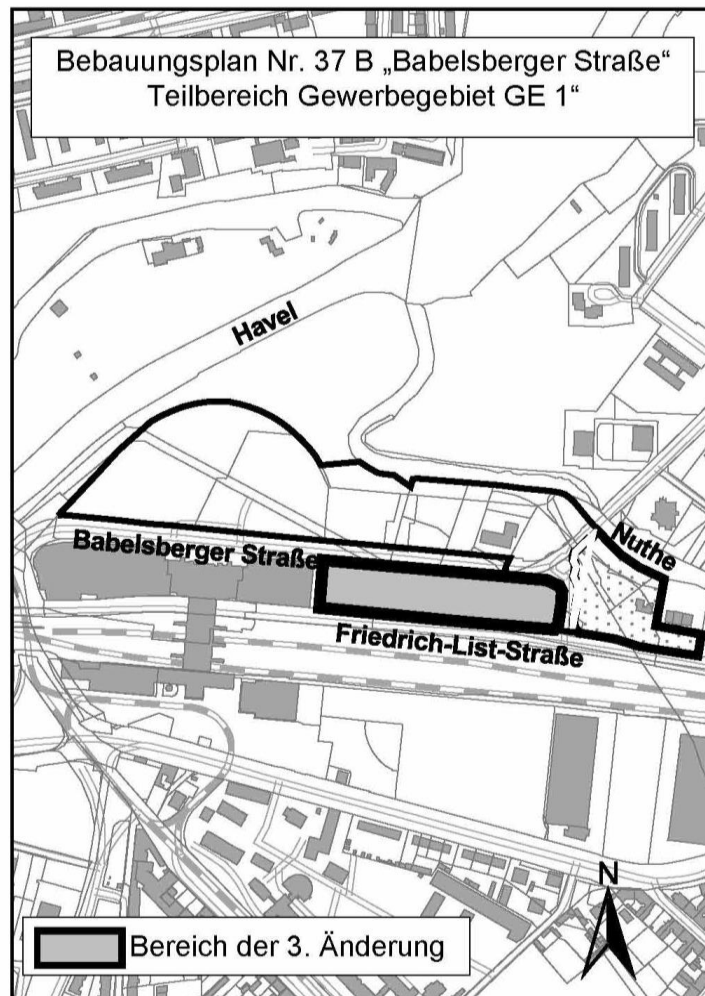 Bebauungsplan Nr. 37 B „Babelsberger Straße“
Teilbereich Gewerbegebiet GE 1“
Havel
Nuthe
Babelsberger Straße
Friedrich-List-Straße
N
Bereich der 3. Änderung